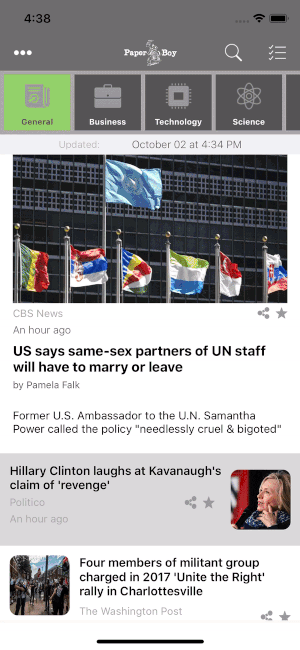 4:38
Paper Boy
General
Business
Technology
Science
Updated: October 02 at 4:34 PM
CBS News
An hour ago
US says same-sex partners of UN staff
will have to marry or leave
by Pamela Falk
Former U.S. Ambassador to the U.N. Samantha
Power called the policy "needlessly cruel & bigoted"
Hillary Clinton laughs at Kavanaugh's
claim of 'revenge'
Politico
An hour ago
Four members of militant group
charged in 2017 'Unite the Right'
rally in Charlottesville
The Washington Post